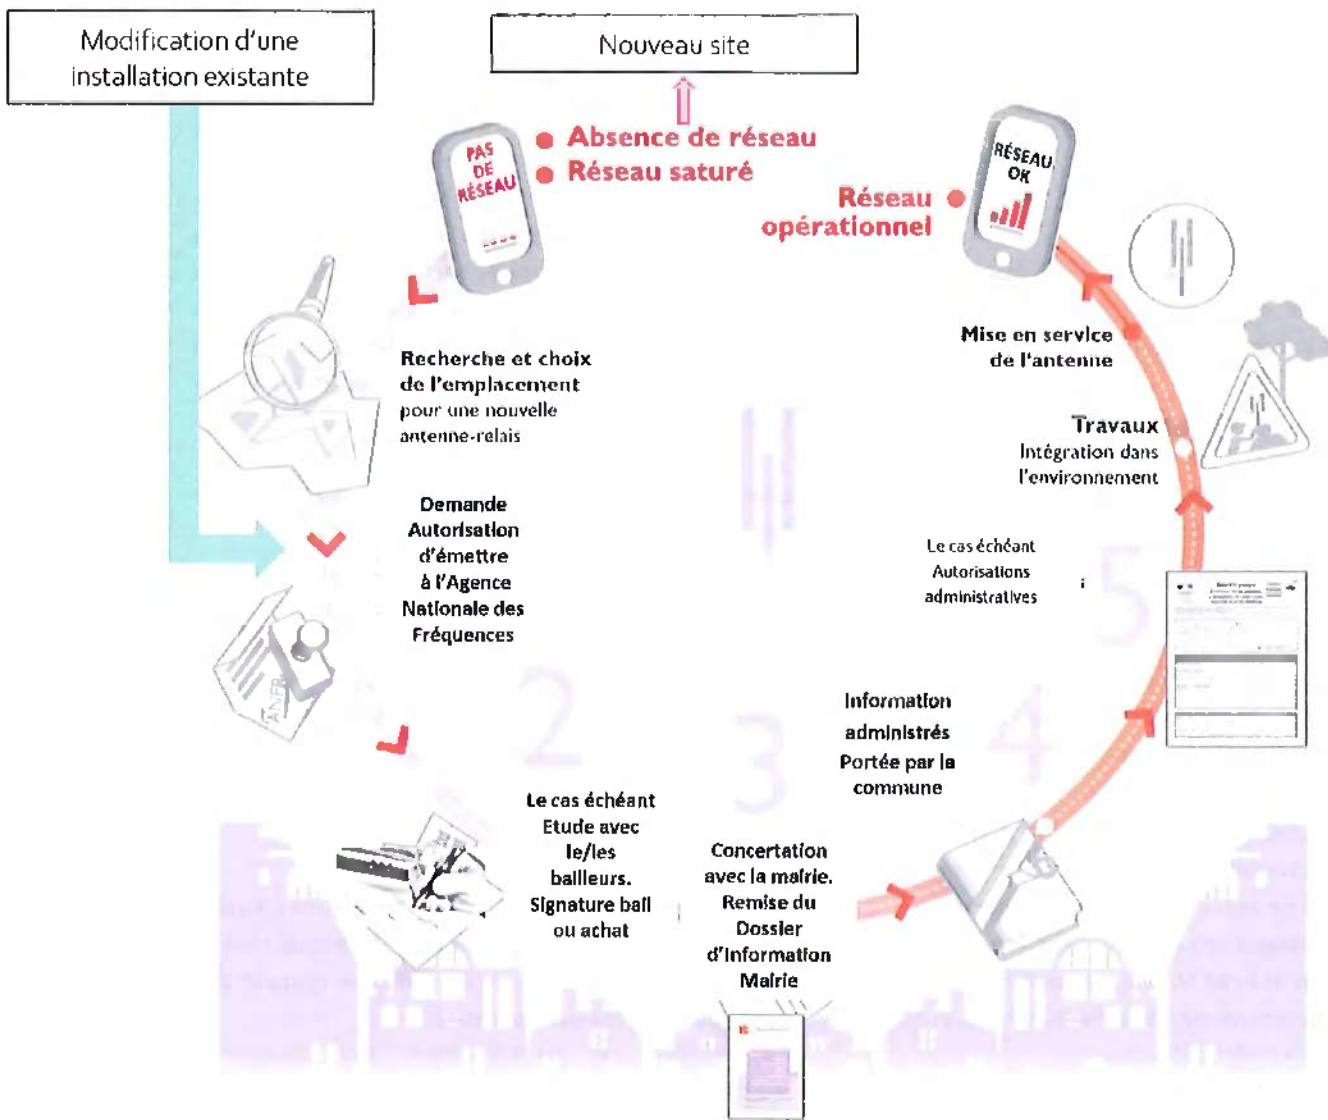 Modification d'une
installation existante
Nouveau site
Absence de réseau
Réseau saturé
PAS
DE
RÉSEAU
RÉSEAU
OK
Réseau
opérationnel
Recherche et choix
de l'emplacement
pour une nouvelle
antenne-relais
Mise en service
de l'antenne
Travaux
Intégration dans
l'environnement
Demande
Autorisation
d'émettre
à l'Agence
Nationale des
Fréquences
ANFR
Le cas échéant
Autorisations
administratives
5
2
3
4
Information
administrés
Portée par la
commune
Le cas échéant
Etude avec
le/les
bailleurs.
Signature bail
ou achat
Concertation
avec la mairie.
Remise du
Dossier
d'Information
Mairie